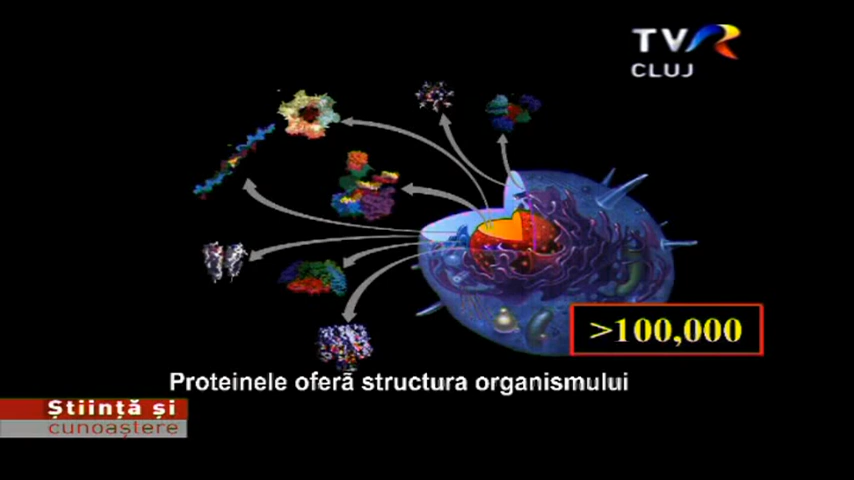 TVR
CLUJ
>100,000
Proteinele oferă structura organismului
Știință și
cunoaștere